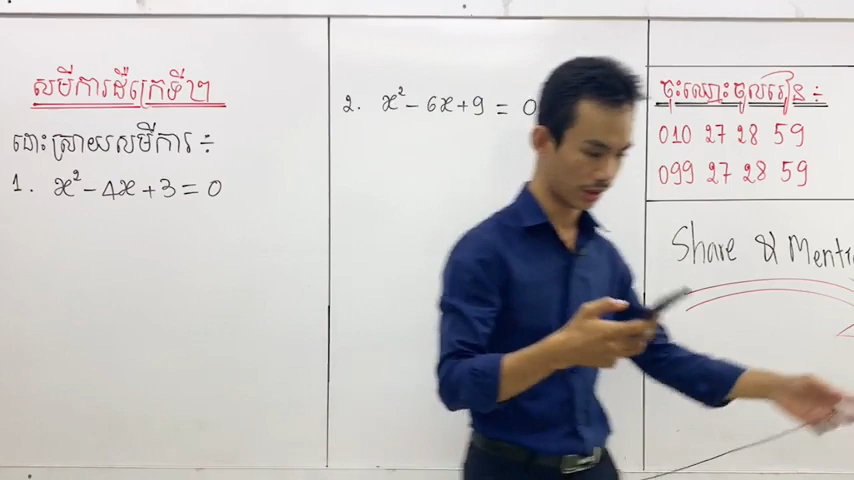 សមីការដឺក្រេទី២
ដោះស្រាយសមីការ ÷
1. x² - 4x + 3 = 0
2. x² - 6x + 9 = 0
ចុះឈ្មោះចូលរៀន ÷
010 27 28 59
099 27 28 59
Share & Mentr